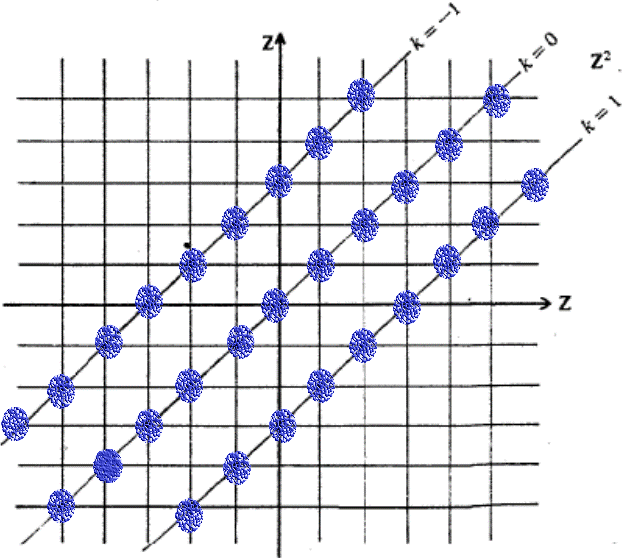 k = -1
Z
k = 0
Z²
k = 1
Z